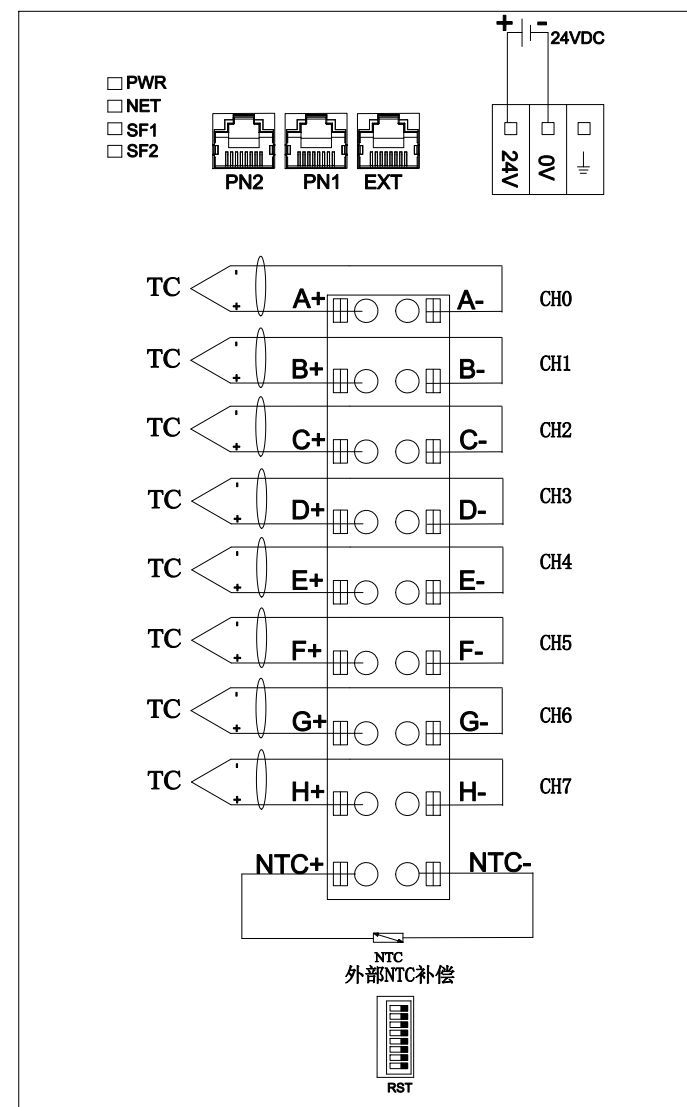 + - 24VDC
PWR
NET
SF1
SF2
PN2 PN1 EXT
24V 0V
TC - + A+ A- CH0
TC - + B+ B- CH1
TC - + C+ C- CH2
TC - + D+ D- CH3
TC - + E+ E- CH4
TC - + F+ F- CH5
TC - + G+ G- CH6
TC - + H+ H- CH7
NTC+ NTC-
NTC
外部NTC补偿
RST